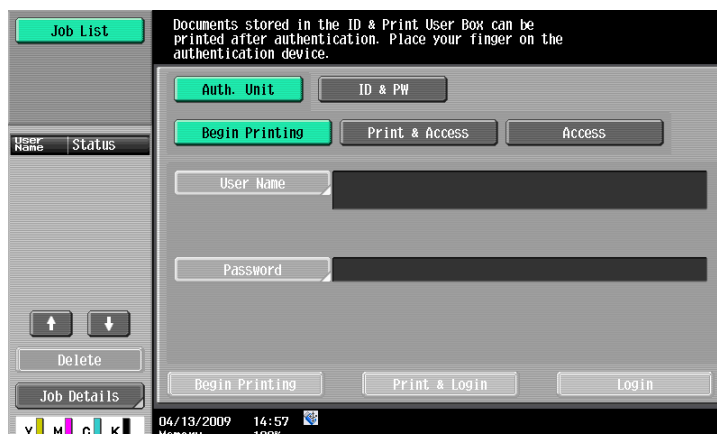 Job List
Documents stored in the ID & Print User Box can be
printed after authentication. Place your finger on the
authentication device.
Auth. Unit
ID & PW
Begin Printing
Print & Access
Access
User Name
Status
User Name
Password
Delete
Begin Printing
Print & Login
Login
Job Details
04/13/2009 14:57
Y M C K
Memory 100%